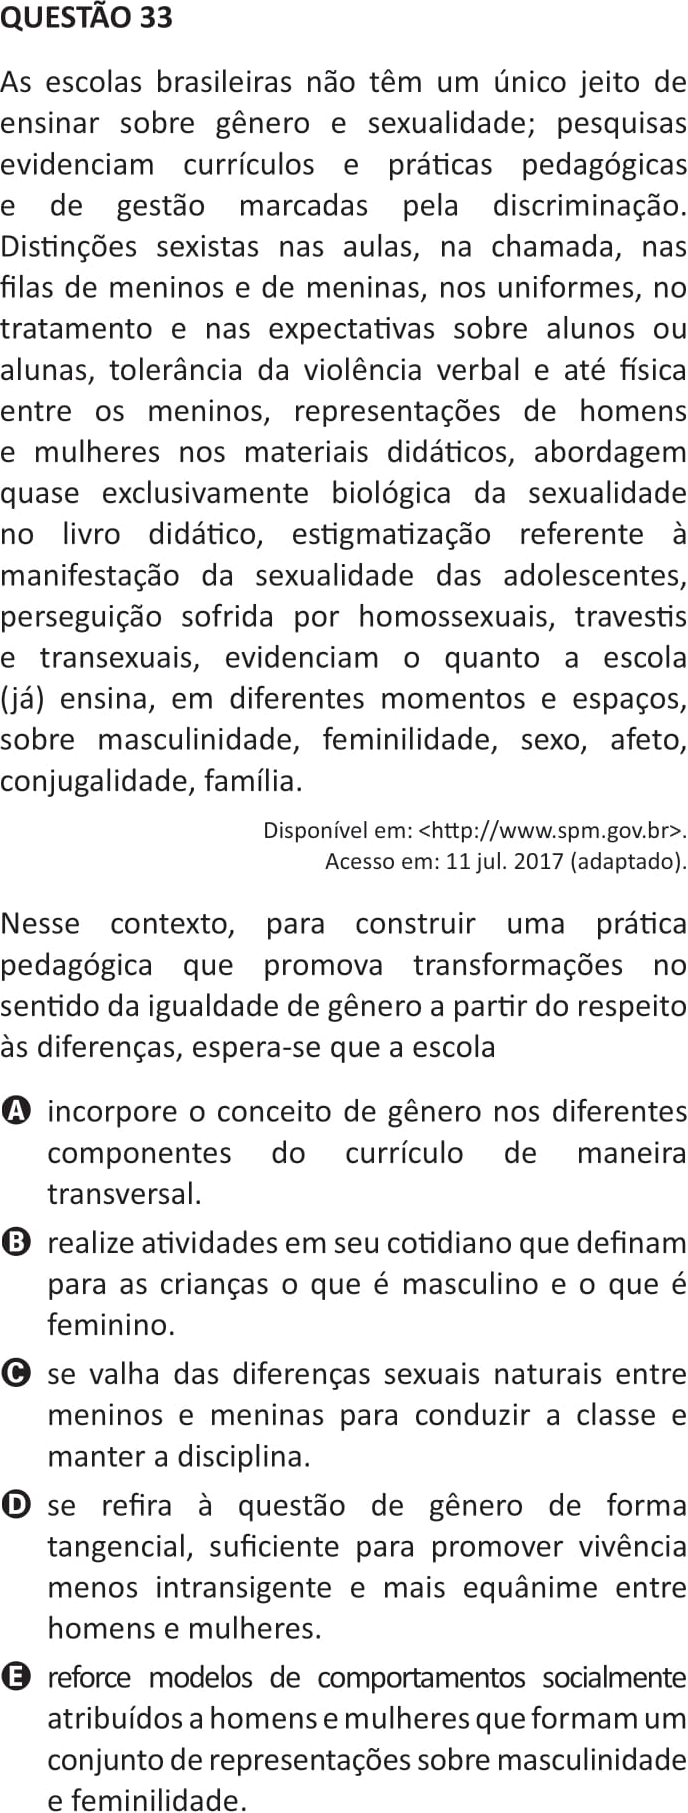 QUESTÃO 33
As escolas brasileiras não têm um único jeito de
ensinar sobre gênero e sexualidade; pesquisas
evidenciam currículos e práticas pedagógicas
e de gestão marcadas pela discriminação.
Distinções sexistas nas aulas, na chamada, nas
filas de meninos e de meninas, nos uniformes, no
tratamento e nas expectativas sobre alunos ou
alunas, tolerância da violência verbal e até física
entre os meninos, representações de homens
e mulheres nos materiais didáticos, abordagem
quase exclusivamente biológica da sexualidade
no livro didático, estigmatização referente à
manifestação da sexualidade das adolescentes,
perseguição sofrida por homossexuais, travestis
e transexuais, evidenciam o quanto a escola
(já) ensina, em diferentes momentos e espaços,
sobre masculinidade, feminilidade, sexo, afeto,
conjugalidade, família.
Disponível em: <http://www.spm.gov.br>.
Acesso em: 11 jul. 2017 (adaptado).
Nesse contexto, para construir uma prática
pedagógica que promova transformações no
sentido da igualdade de gênero a partir do respeito
às diferenças, espera-se que a escola
A incorpore o conceito de gênero nos diferentes
componentes do currículo de maneira
transversal.
B realize atividades em seu cotidiano que definam
para as crianças o que é masculino e o que é
feminino.
C se valha das diferenças sexuais naturais entre
meninos e meninas para conduzir a classe e
manter a disciplina.
D se refira à questão de gênero de forma
tangencial, suficiente para promover vivência
menos intransigente e mais equânime entre
homens e mulheres.
E reforce modelos de comportamentos socialmente
atribuídos a homens e mulheres que formam um
conjunto de representações sobre masculinidade
e feminilidade.